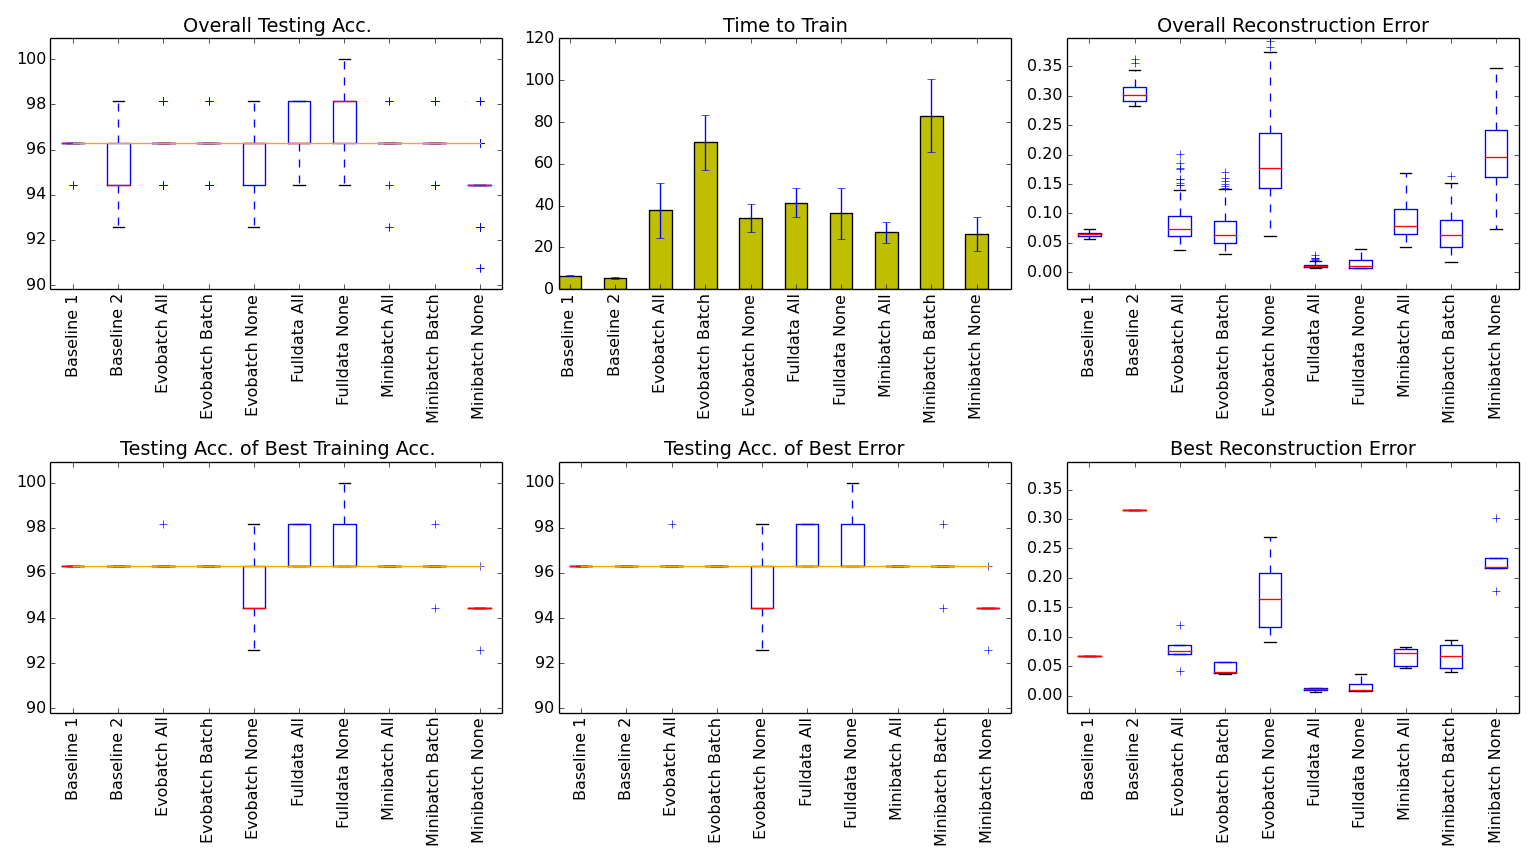 Overall Testing Acc.
100
98
96
94
92
90
Baseline 1
Baseline 2
Evobatch All
Evobatch Batch
Evobatch None
Fulldata All
Fulldata None
Minibatch All
Minibatch Batch
Minibatch None
Time to Train
120
100
80
60
40
20
0
Baseline 1
Baseline 2
Evobatch All
Evobatch Batch
Evobatch None
Fulldata All
Fulldata None
Minibatch All
Minibatch Batch
Minibatch None
Overall Reconstruction Error
0.35
0.30
0.25
0.20
0.15
0.10
0.05
0.00
Baseline 1
Baseline 2
Evobatch All
Evobatch Batch
Evobatch None
Fulldata All
Fulldata None
Minibatch All
Minibatch Batch
Minibatch None
Testing Acc. of Best Training Acc.
100
98
96
94
92
90
Baseline 1
Baseline 2
Evobatch All
Evobatch Batch
Evobatch None
Fulldata All
Fulldata None
Minibatch All
Minibatch Batch
Minibatch None
Testing Acc. of Best Error
100
98
96
94
92
90
Baseline 1
Baseline 2
Evobatch All
Evobatch Batch
Evobatch None
Fulldata All
Fulldata None
Minibatch All
Minibatch Batch
Minibatch None
Best Reconstruction Error
0.35
0.30
0.25
0.20
0.15
0.10
0.05
0.00
Baseline 1
Baseline 2
Evobatch All
Evobatch Batch
Evobatch None
Fulldata All
Fulldata None
Minibatch All
Minibatch Batch
Minibatch None